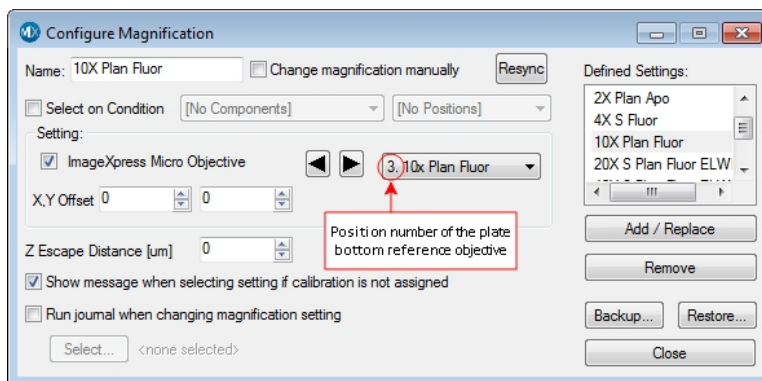 Configure Magnification
Name: 10X Plan Fluor
Change magnification manually
Resync
Select on Condition
[No Components]
[No Positions]
Setting:
ImageXpress Micro Objective
3. 10x Plan Fluor
X,Y Offset 0
0
Position number of the plate
bottom reference objective
Z Escape Distance [um]
0
Show message when selecting setting if calibration is not assigned
Run journal when changing magnification setting
Select...
<none selected>
Defined Settings:
2X Plan Apo
4X S Fluor
10X Plan Fluor
20X S Plan Fluor ELW
Add / Replace
Remove
Backup...
Restore...
Close